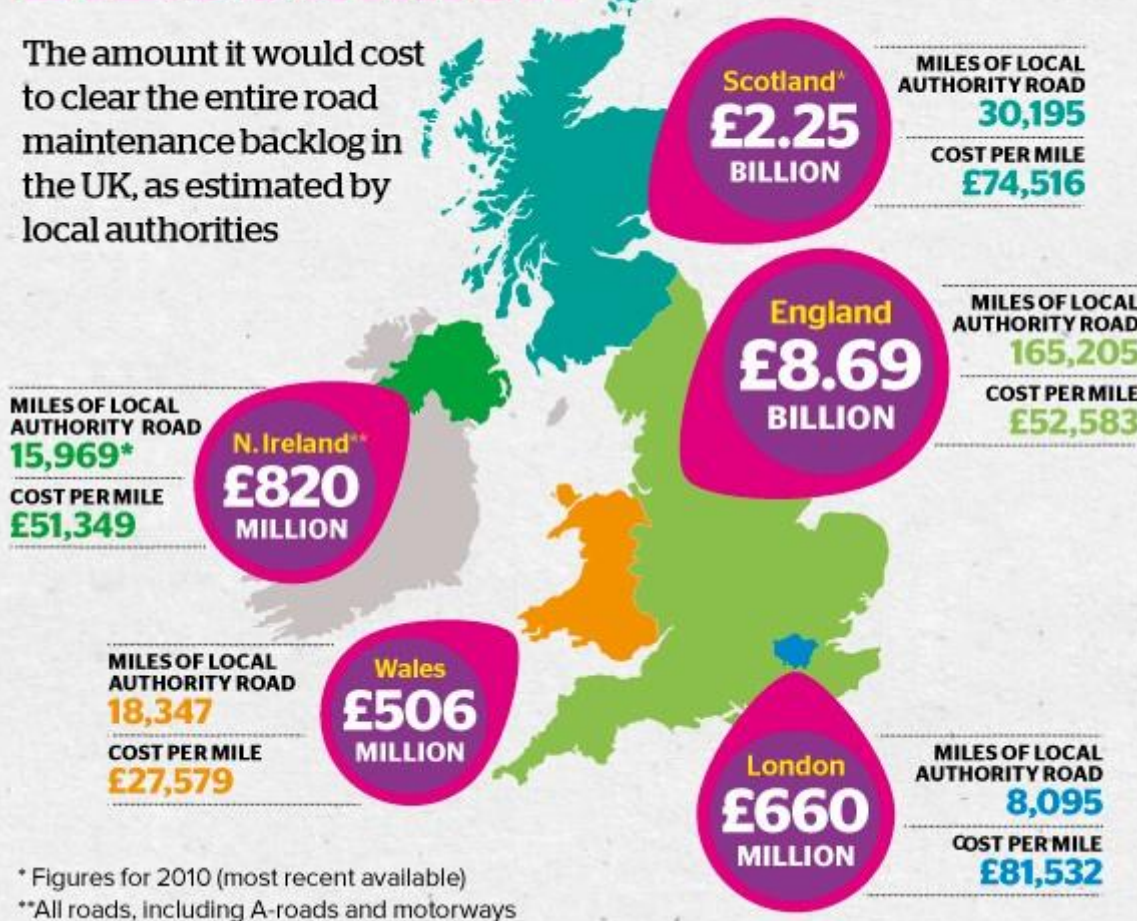 The amount it would cost
to clear the entire road
maintenance backlog in
the UK, as estimated by
local authorities
Scotland*
£2.25
BILLION
MILES OF LOCAL
AUTHORITY ROAD
30,195
COST PER MILE
£74,516
England
£8.69
BILLION
MILES OF LOCAL
AUTHORITY ROAD
165,205
COST PER MILE
£52,583
MILES OF LOCAL
AUTHORITY ROAD
15,969*
COST PER MILE
£51,349
N. Ireland**
£820
MILLION
MILES OF LOCAL
AUTHORITY ROAD
18,347
COST PER MILE
£27,579
Wales
£506
MILLION
London
£660
MILLION
MILES OF LOCAL
AUTHORITY ROAD
8,095
COST PER MILE
£81,532
* Figures for 2010 (most recent available)
**All roads, including A-roads and motorways